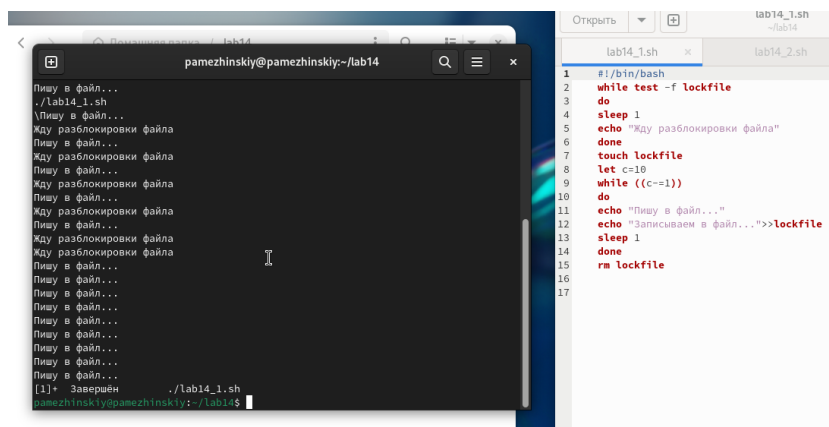 Домашняя папка / lab14
pamezhinskiy@pamezhinskiy:~/lab14
Пишу в файл...
./lab14_1.sh
\Пишу в файл...
Жду разблокировки файла
Пишу в файл...
Жду разблокировки файла
Пишу в файл...
Жду разблокировки файла
Пишу в файл...
Жду разблокировки файла
Пишу в файл...
Жду разблокировки файла
Жду разблокировки файла
Пишу в файл...
Пишу в файл...
Пишу в файл...
Пишу в файл...
Пишу в файл...
Пишу в файл...
Пишу в файл...
Пишу в файл...
Пишу в файл...
[1]+  Завершён        ./lab14_1.sh
pamezhinskiy@pamezhinskiy:~/lab14$
Открыть
lab14_1.sh
~/lab14
lab14_1.sh × lab14_2.sh
1 #!/bin/bash
2 while test -f lockfile
3 do
4 sleep 1
5 echo "Жду разблокировки файла"
6 done
7 touch lockfile
8 let c=10
9 while ((c-=1))
10 do
11 echo "Пишу в файл..."
12 echo "Записываем в файл...">>lockfile
13 sleep 1
14 done
15 rm lockfile
16
17